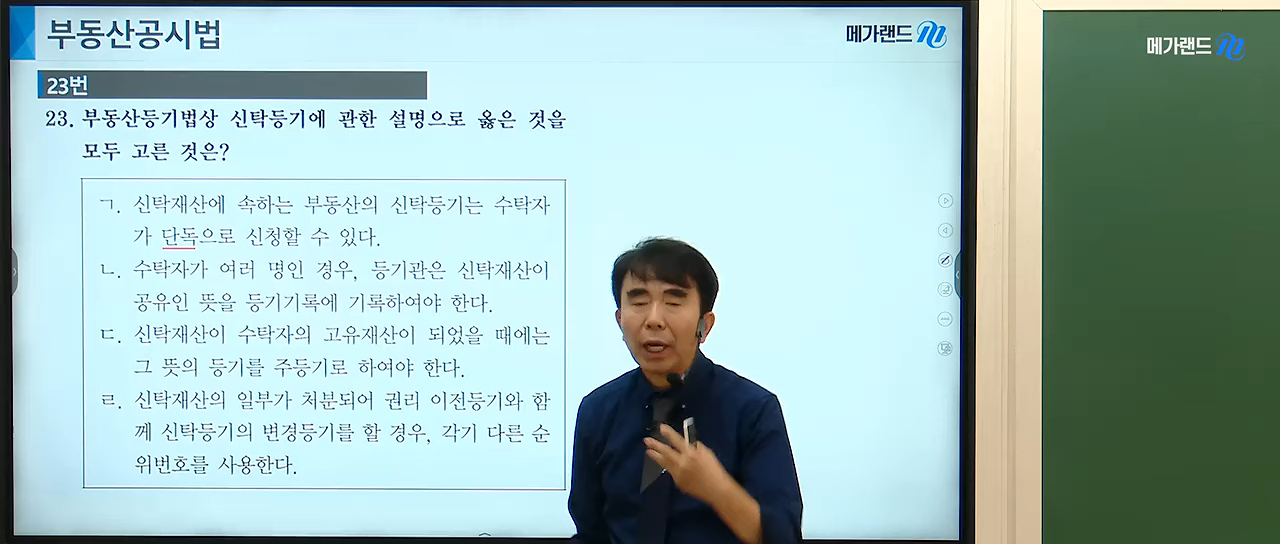 부동산공시법
메가랜드
메가랜드
23번
23. 부동산등기법상 신탁등기에 관한 설명으로 옳은 것을
모두 고른 것은?
ㄱ. 신탁재산에 속하는 부동산의 신탁등기는 수탁자
가 단독으로 신청할 수 있다.
ㄴ. 수탁자가 여러 명인 경우, 등기관은 신탁재산이
공유인 뜻을 등기기록에 기록하여야 한다.
ㄷ. 신탁재산이 수탁자의 고유재산이 되었을 때에는
그 뜻의 등기를 주등기로 하여야 한다.
ㄹ. 신탁재산의 일부가 처분되어 권리 이전등기와 함
께 신탁등기의 변경등기를 할 경우, 각기 다른 순
위번호를 사용한다.